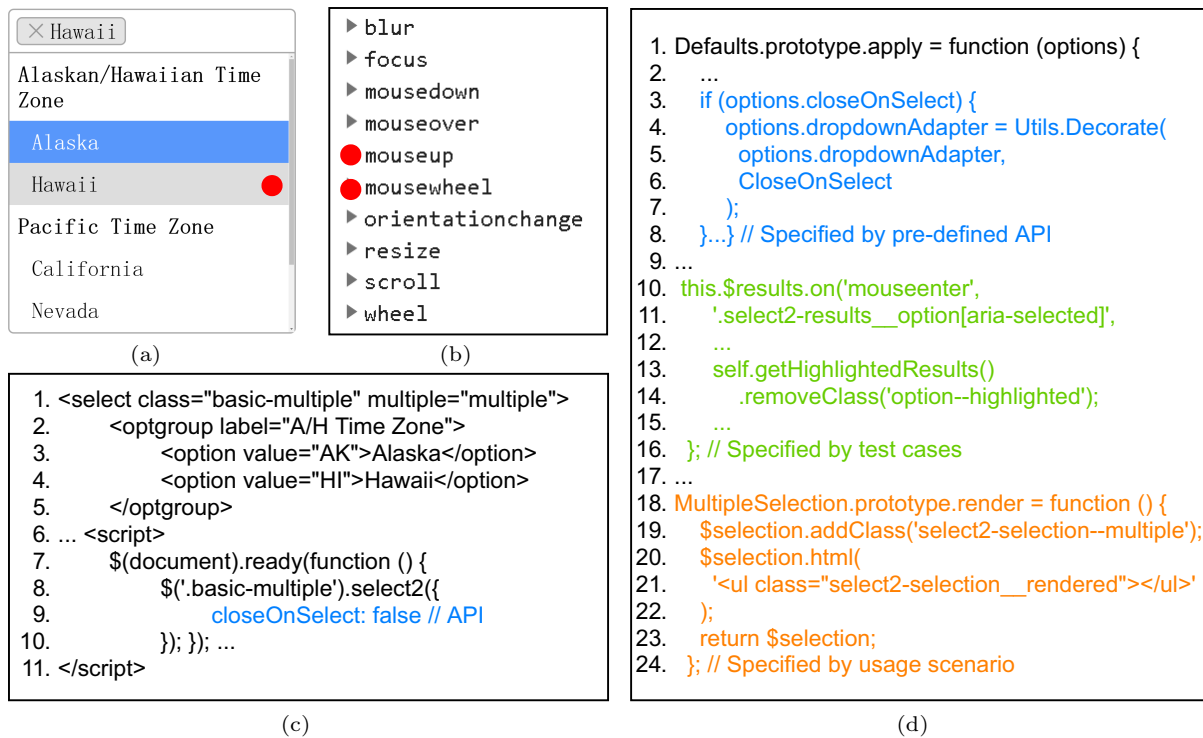 × Hawaii
Alaskan/Hawaiian Time
Zone
Alaska
Hawaii
Pacific Time Zone
California
Nevada
(a)
blur
focus
mousedown
mouseover
mouseup
mousewheel
orientationchange
resize
scroll
wheel
(b)
1. <select class="basic-multiple" multiple="multiple">
2. <optgroup label="A/H Time Zone">
3. <option value="AK">Alaska</option>
4. <option value="HI">Hawaii</option>
5. </optgroup>
6. ... <script>
7. $(document).ready(function () {
8. $('.basic-multiple').select2({
9. closeOnSelect: false // API
10. }); }); ...
11. </script>
(c)
1. Defaults.prototype.apply = function (options) {
2. ...
3. if (options.closeOnSelect) {
4. options.dropdownAdapter = Utils.Decorate(
5. options.dropdownAdapter,
6. CloseOnSelect
7. );
8. }...} // Specified by pre-defined API
9. ...
10. this.$results.on('mouseenter',
11. '.select2-results__option[aria-selected]',
12. ...
13. self.getHighlightedResults()
14. .removeClass('option--highlighted');
15. ...
16. }; // Specified by test cases
17. ...
18. MultipleSelection.prototype.render = function () {
19. $selection.addClass('select2-selection--multiple');
20. $selection.html(
21. '<ul class="select2-selection__rendered"></ul>'
22. );
23. return $selection;
24. }; // Specified by usage scenario
(d)